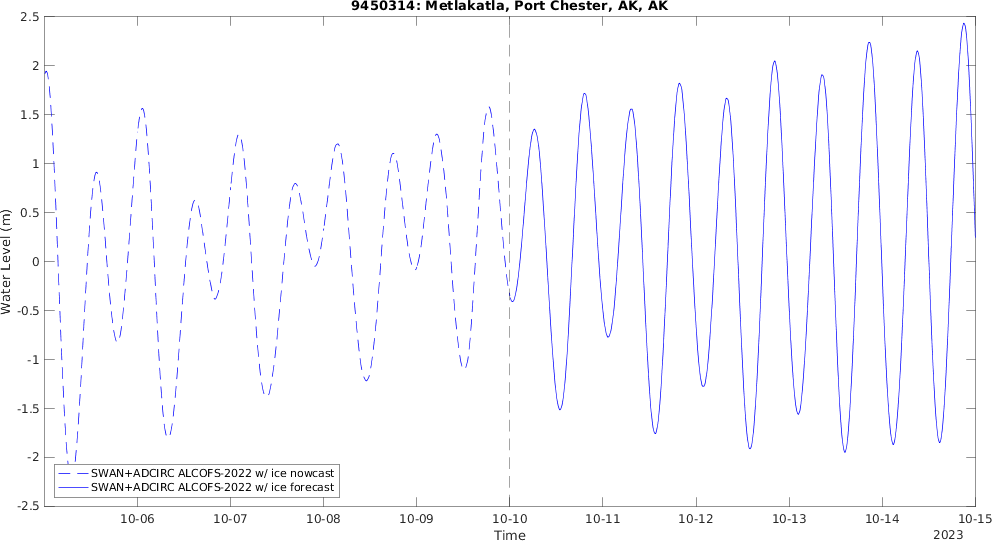 9450314: Metlakatla, Port Chester, AK, AK
2.5
2
1.5
1
0.5
0
-0.5
-1
-1.5
-2
-2.5
Water Level (m)
SWAN+ADCIRC ALCOFS-2022 w/ ice nowcast
SWAN+ADCIRC ALCOFS-2022 w/ ice forecast
10-06 10-07 10-08 10-09 10-10 10-11 10-12 10-13 10-14 10-15
Time
2023